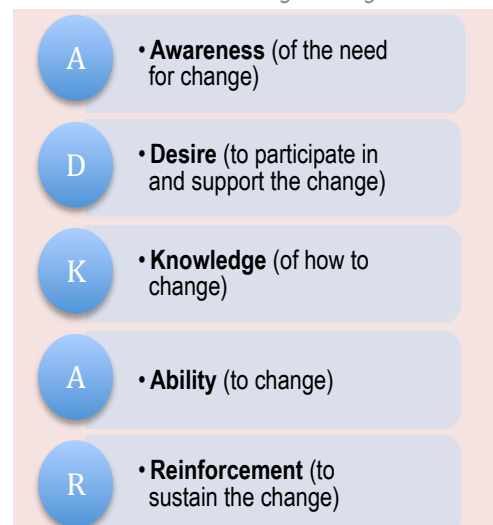 A
• Awareness (of the need
for change)
D
• Desire (to participate in
and support the change)
K
• Knowledge (of how to
change)
A
• Ability (to change)
R
• Reinforcement (to
sustain the change)